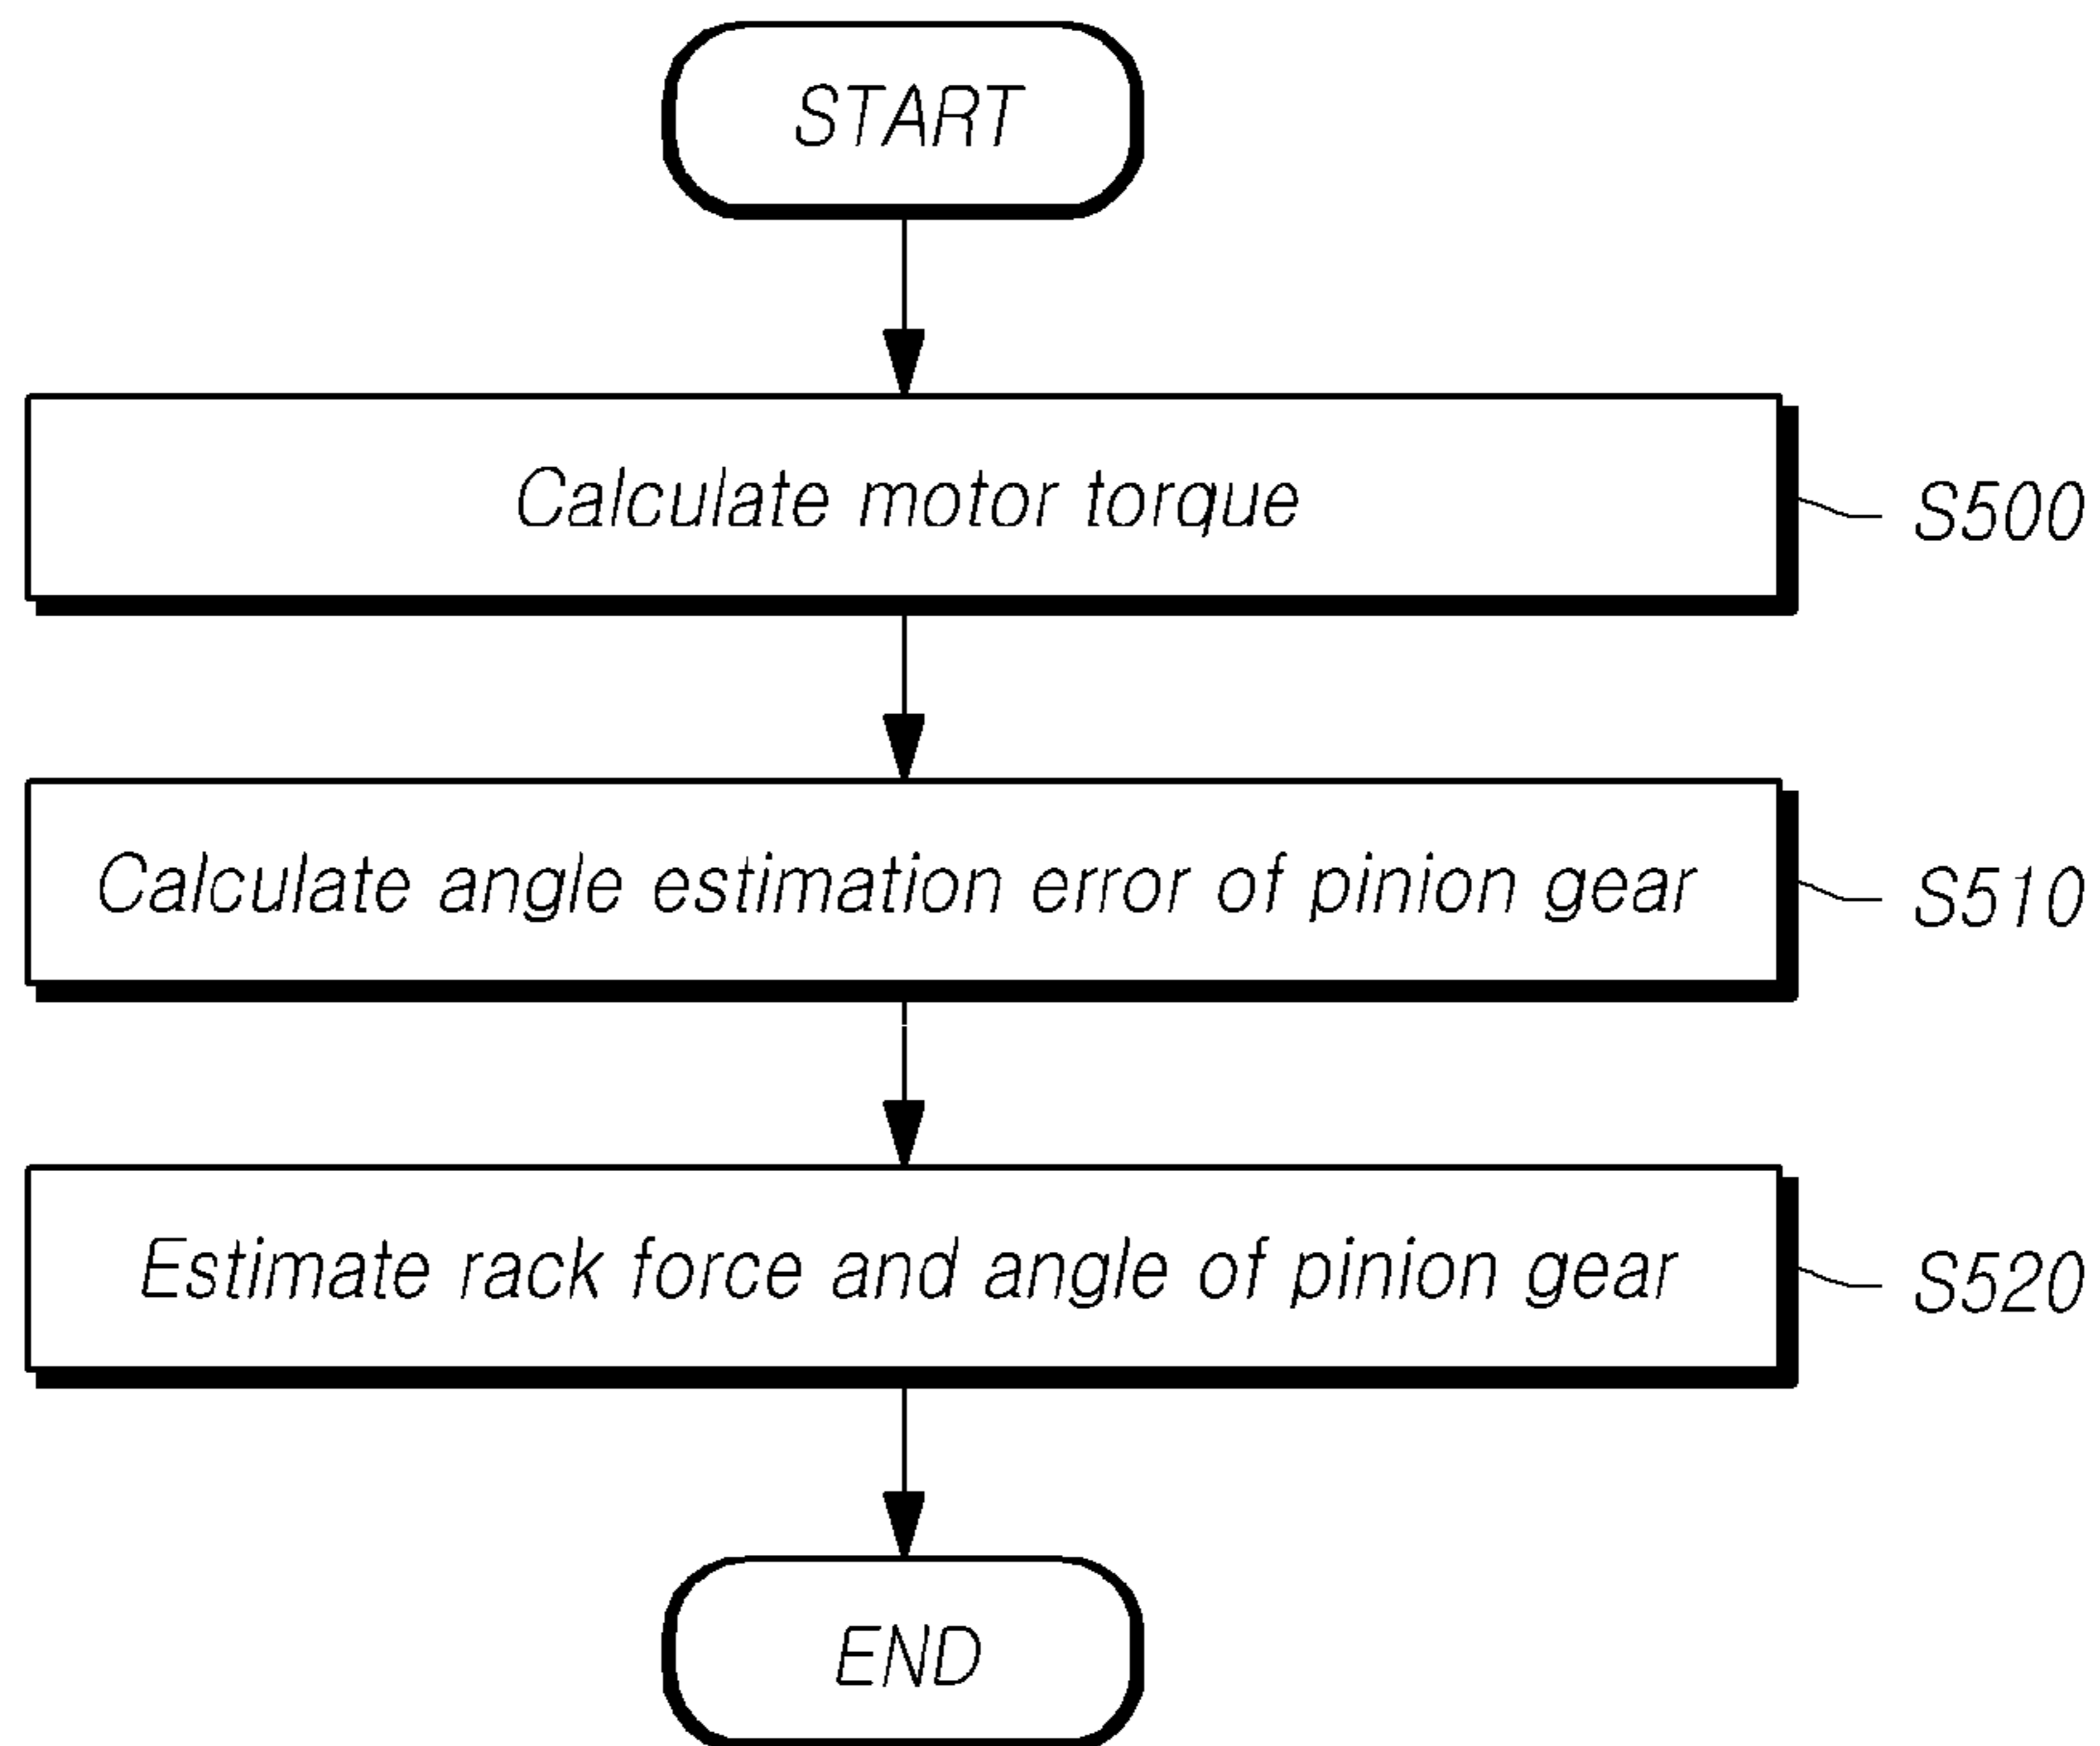 START
Calculate motor torque
S500
Calculate angle estimation error of pinion gear
S510
Estimate rack force and angle of pinion gear
S520
END